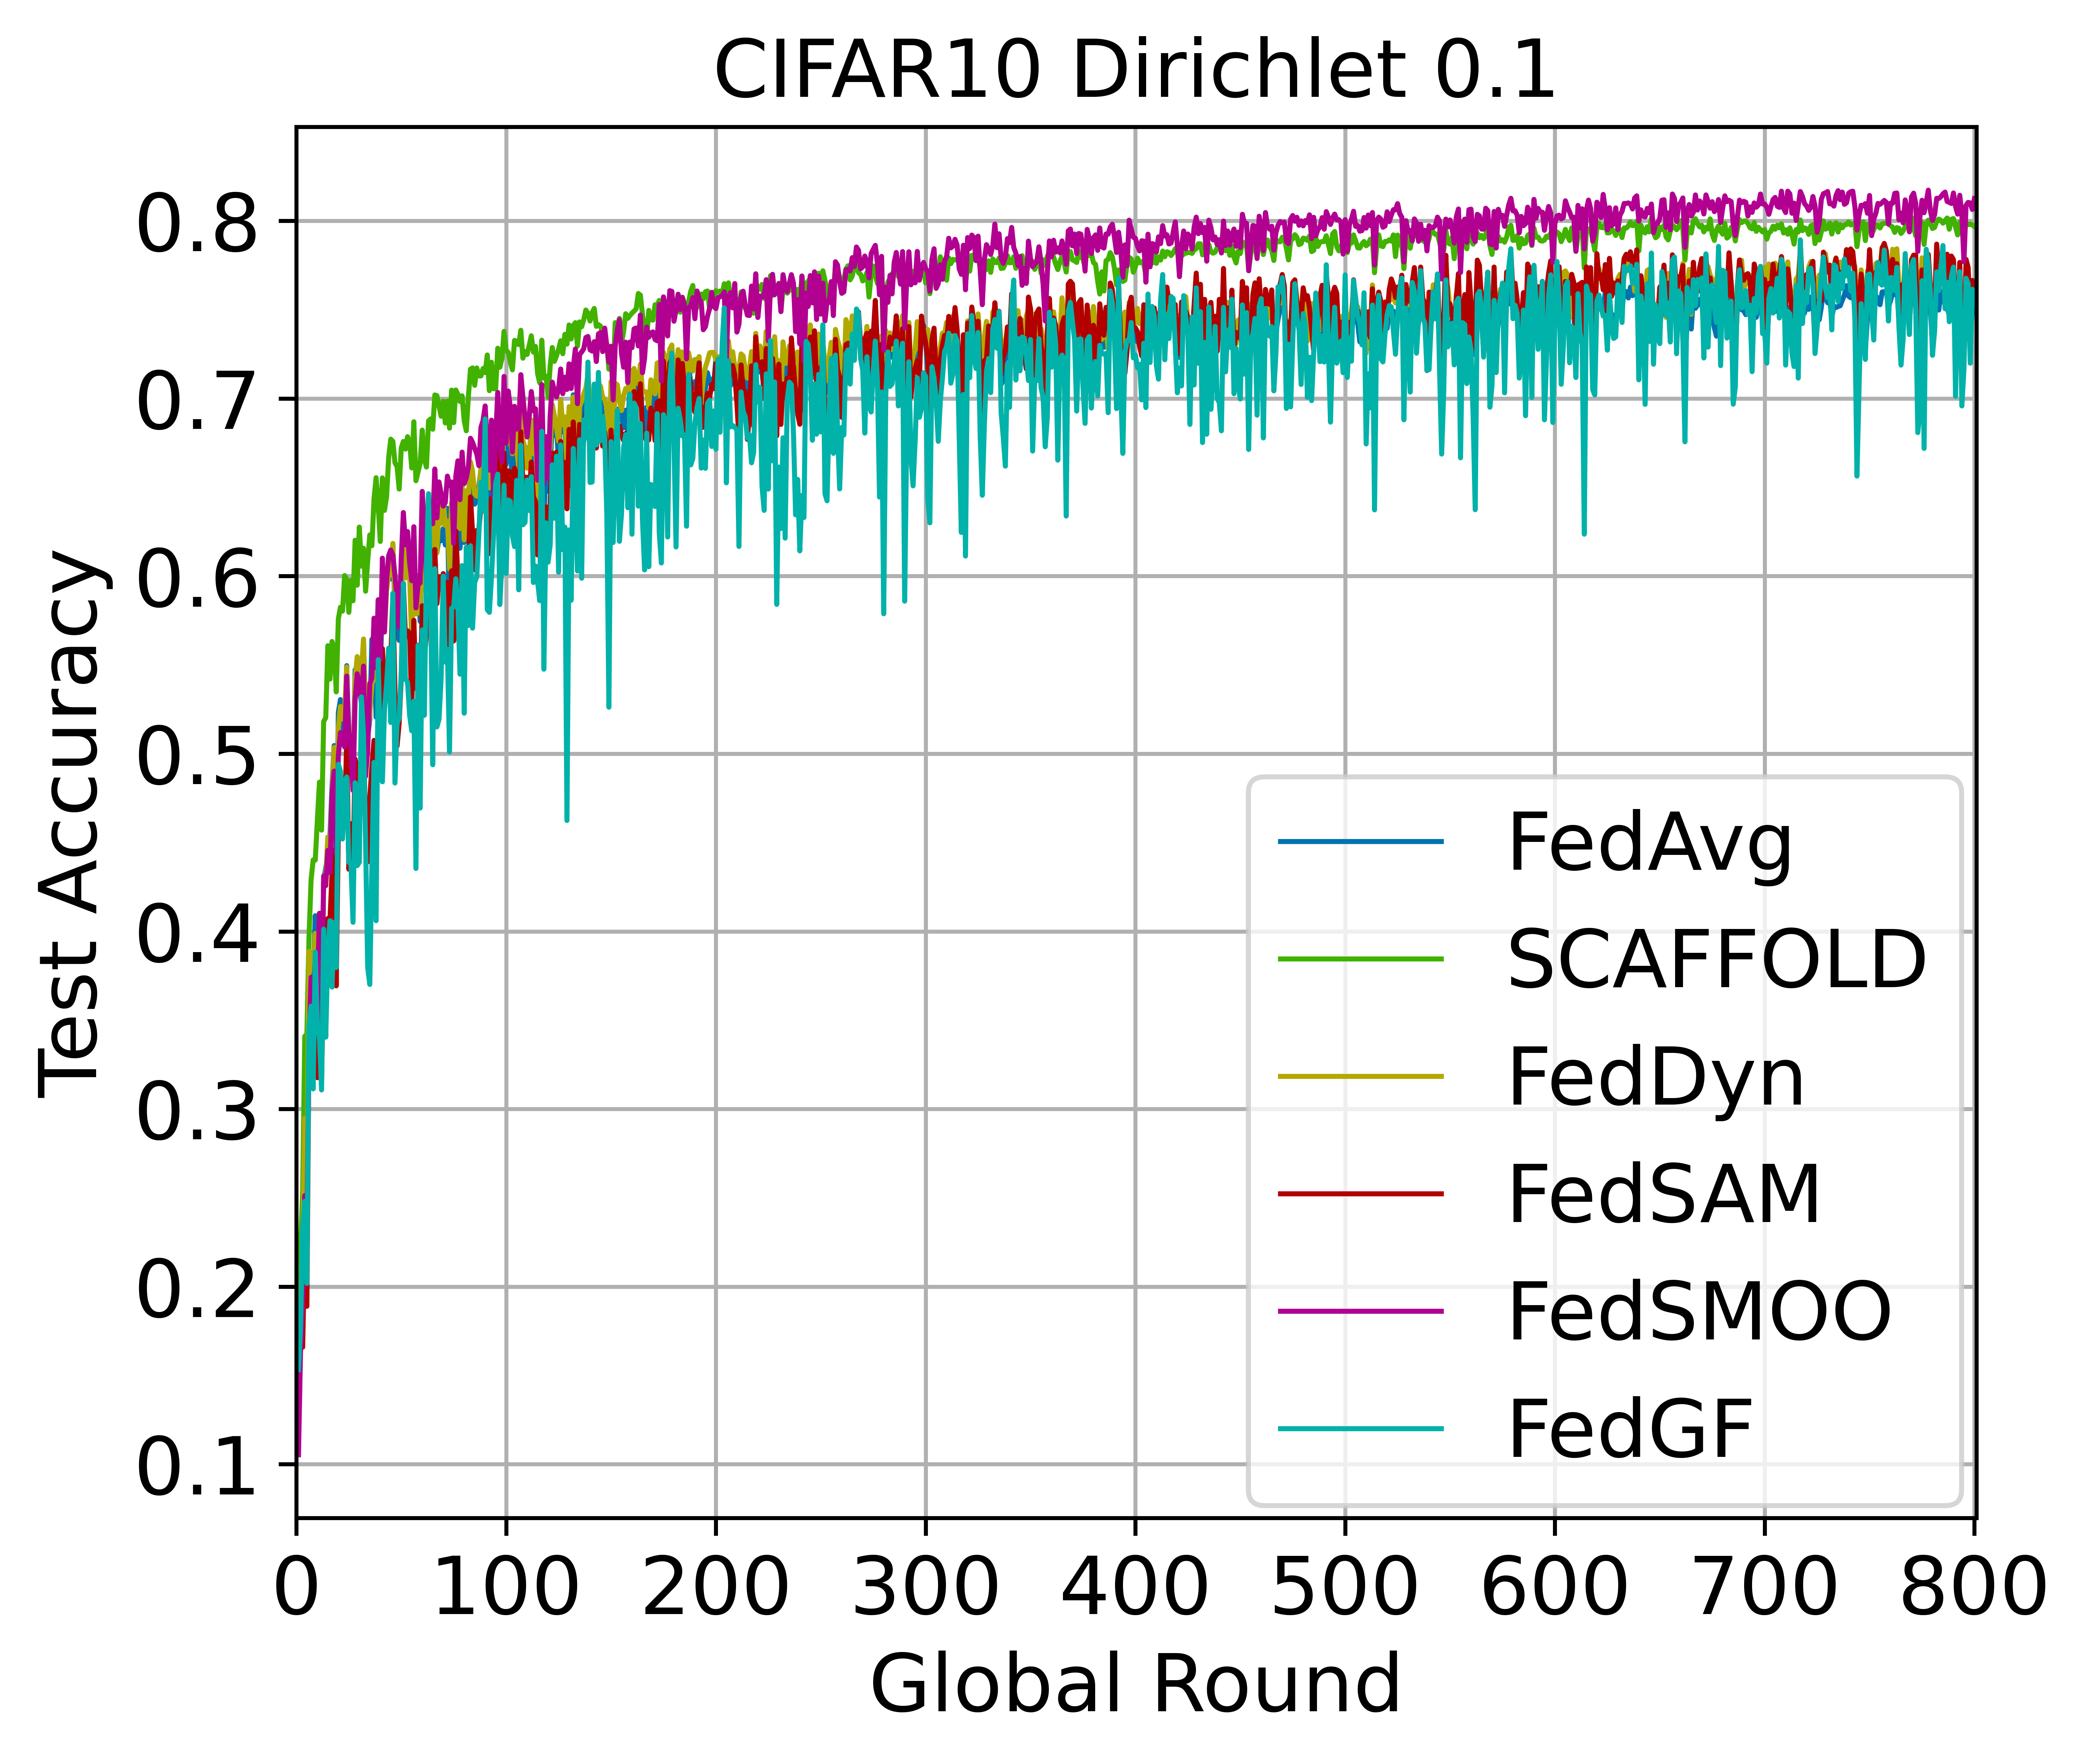 CIFAR10 Dirichlet 0.1
Test Accuracy
0.8
0.7
0.6
0.5
0.4
0.3
0.2
0.1
FedAvg
SCAFFOLD
FedDyn
FedSAM
FedSMOO
FedGF
0 100 200 300 400 500 600 700 800
Global Round